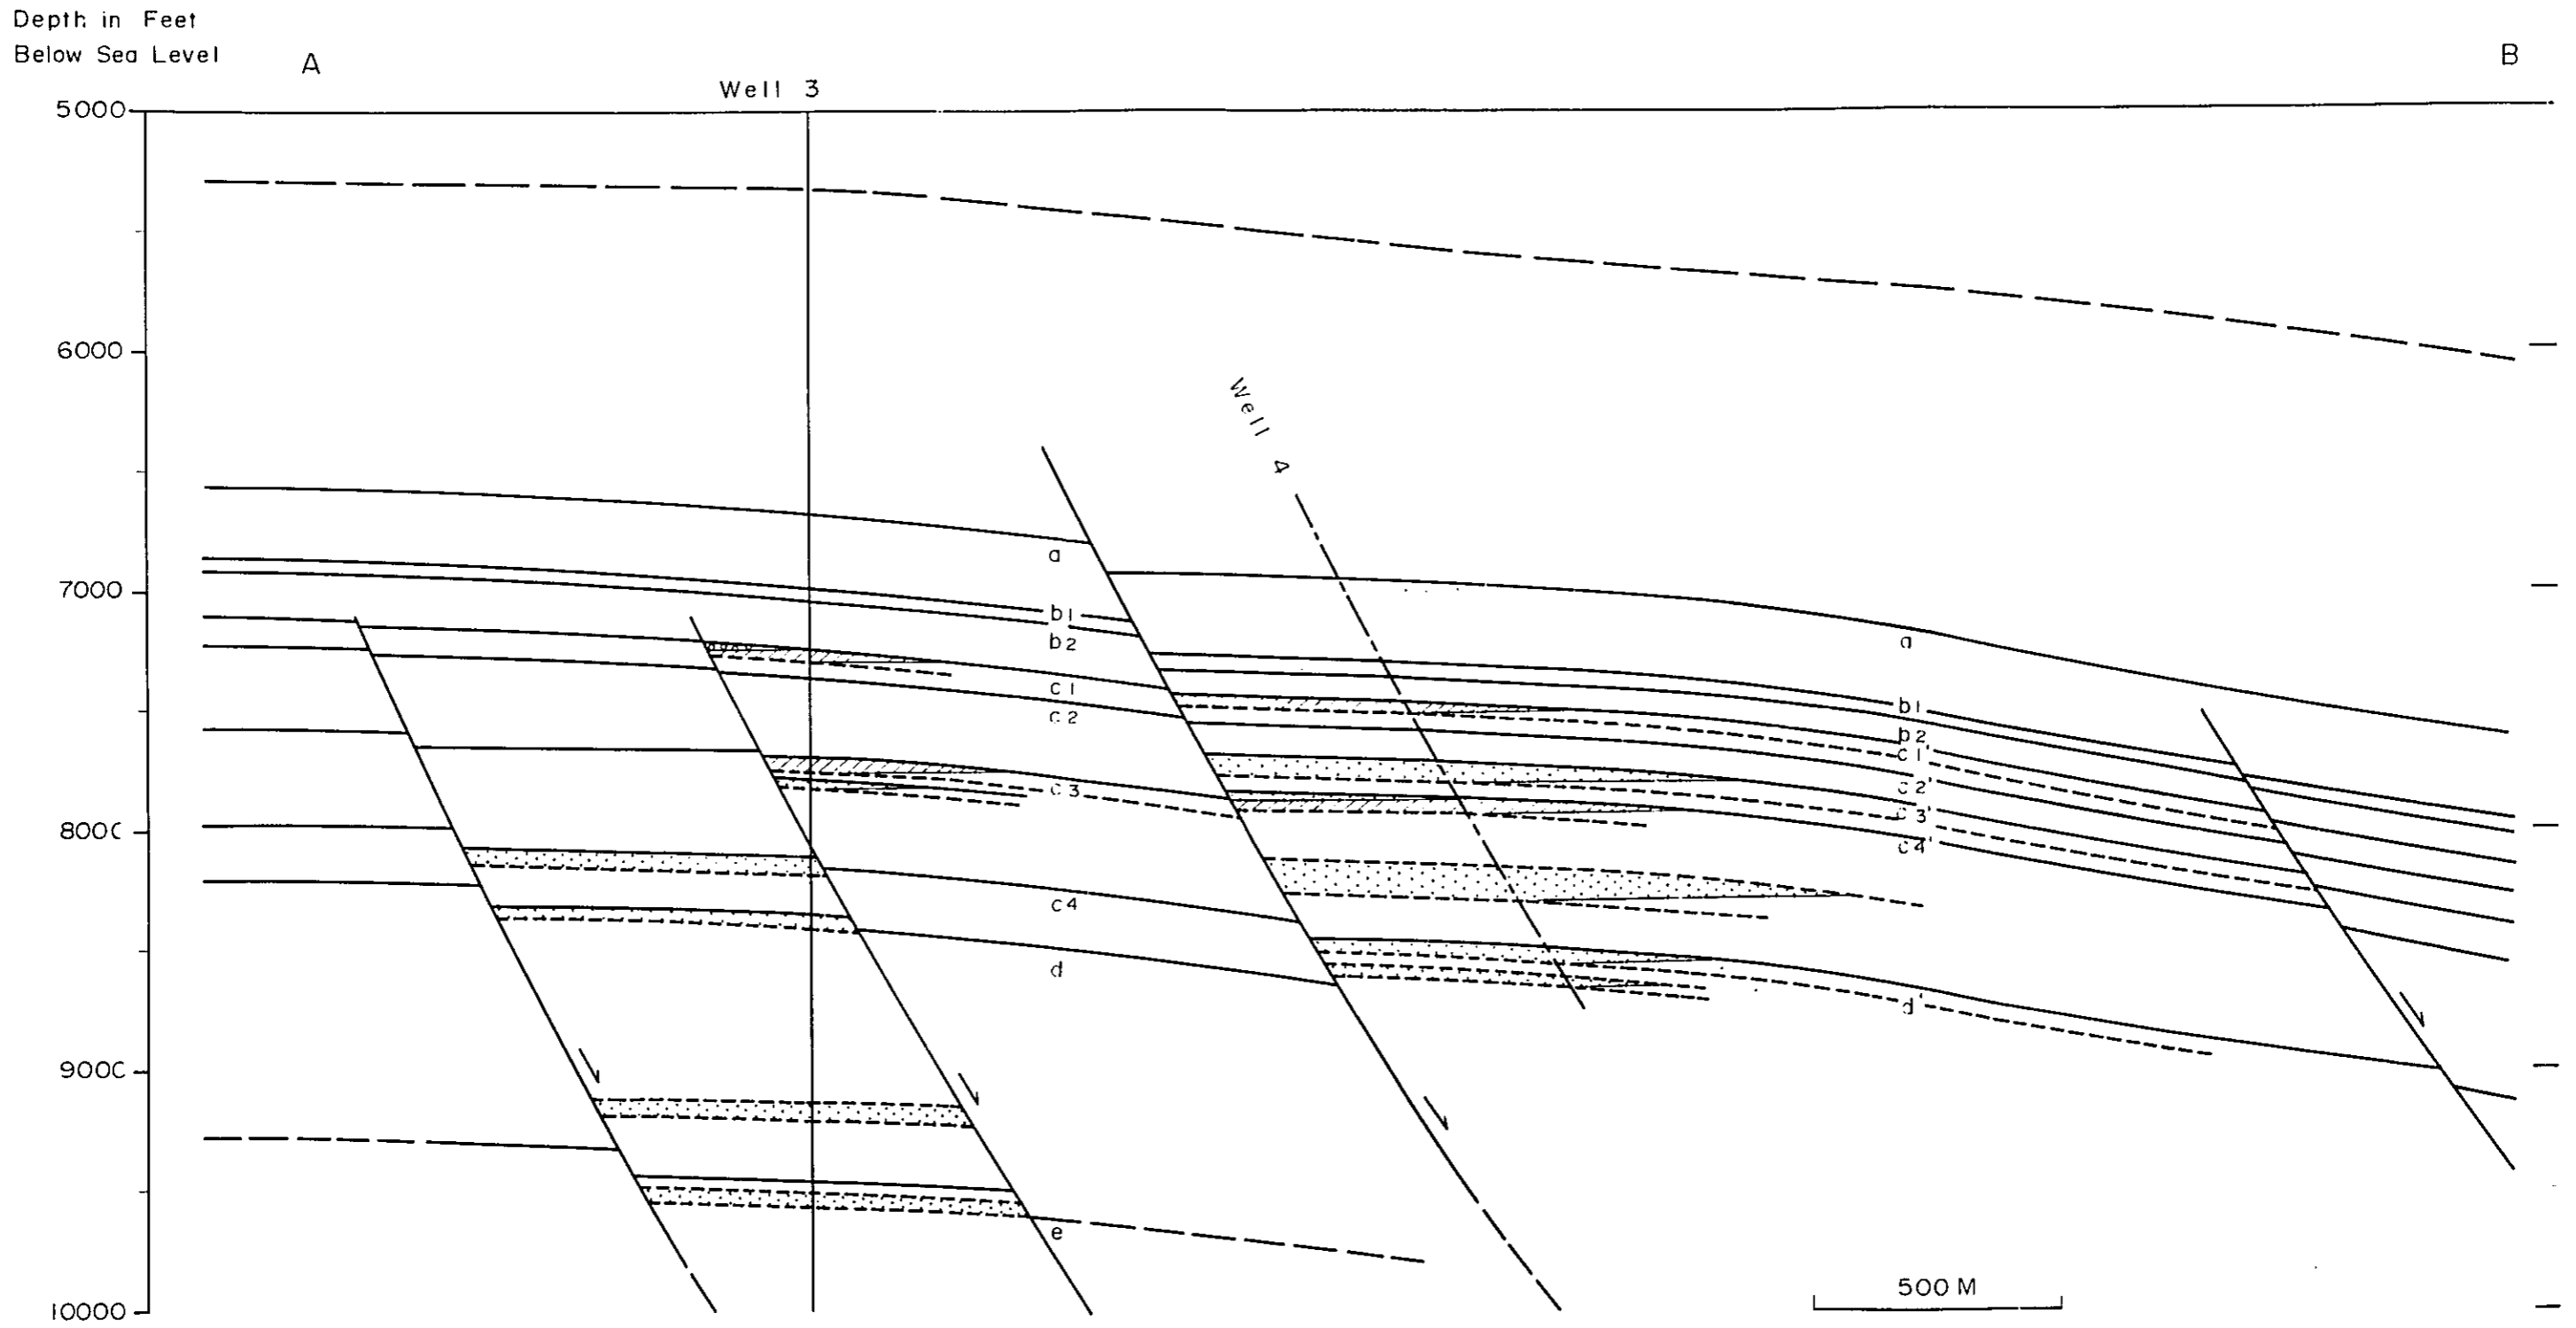 Depth in Feet
Below Sea Level
A
B
Well 3
5000
6000
Well 4
a
7000
b1
b2
a
c1
c2
b1
b2
c1'
c2'
c3
c3'
8000
c4'
c4
d
d'
9000
e
500 M
10000